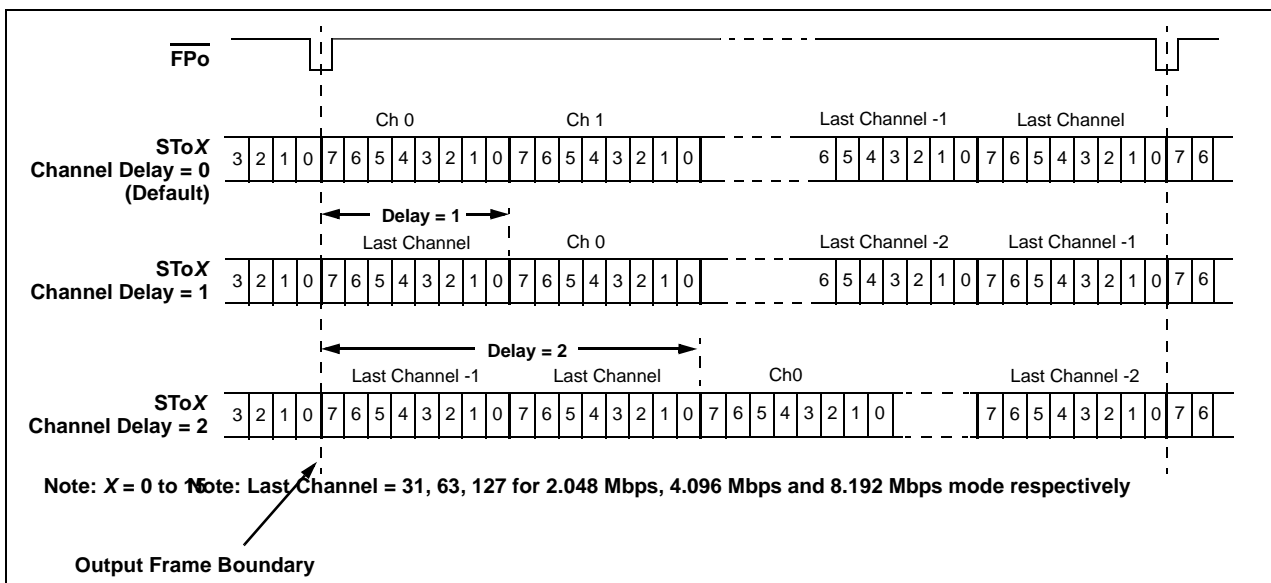 FPo
Ch 0 Ch 1 Last Channel -1 Last Channel
SToX
Channel Delay = 0
(Default)
3 2 1 0 7 6 5 4 3 2 1 0 7 6 5 4 3 2 1 0 6 5 4 3 2 1 0 7 6 5 4 3 2 1 0 7 6
Delay = 1
Last Channel Ch 0 Last Channel -2 Last Channel -1
SToX
Channel Delay = 1
3 2 1 0 7 6 5 4 3 2 1 0 7 6 5 4 3 2 1 0 6 5 4 3 2 1 0 7 6 5 4 3 2 1 0 7 6
Delay = 2
Last Channel -1 Last Channel Ch0 Last Channel -2
SToX
Channel Delay = 2
3 2 1 0 7 6 5 4 3 2 1 0 7 6 5 4 3 2 1 0 7 6 5 4 3 2 1 0 7 6 5 4 3 2 1 0 7 6
Note: X = 0 to 15 Note: Last Channel = 31, 63, 127 for 2.048 Mbps, 4.096 Mbps and 8.192 Mbps mode respectively
Output Frame Boundary